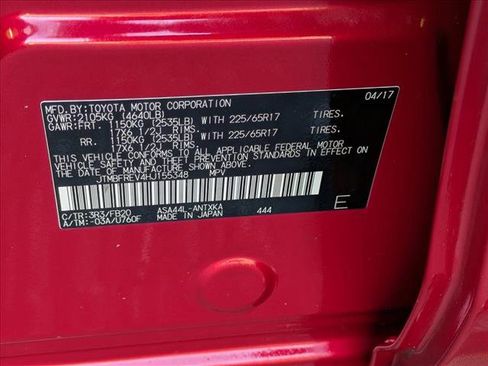 MFD.BY:TOYOTA MOTOR CORPORATION 04/17
GVWR:2105KG (4640LB)
GAWR:FRT. 1150KG (2535LB) WITH 225/65R17 TIRES.
17X6 1/2J RIMS.
RR. 1150KG (2535LB) WITH 225/65R17 TIRES.
17X6 1/2J RIMS.
THIS VEHICLE CONFORMS TO ALL APPLICABLE FEDERAL MOTOR
VEHICLE SAFETY AND THEFT PREVENTION STANDARDS IN EFFECT ON
THE DATE OF MANUFACTURE SHOWN ABOVE.
JTMBFREV4HJ155348 MPV
C/TR:3R3/FB20 ASA44L-ANTXKA 444
A/TM:-03A/U760F MADE IN JAPAN E